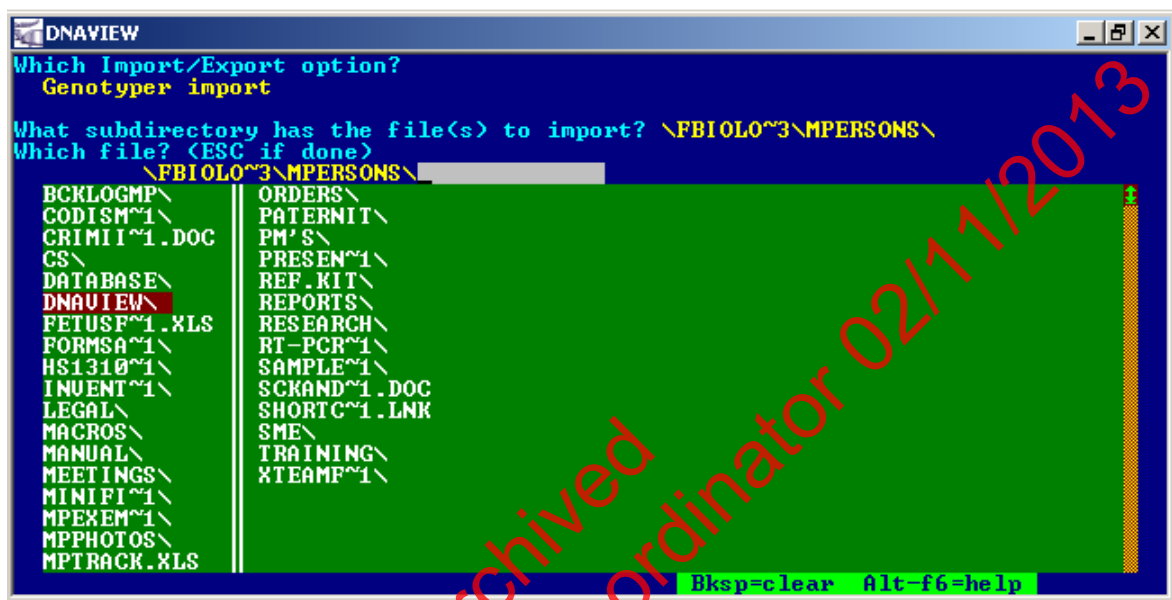 DNAVIEW
Which Import/Export option?
Genotyper import
What subdirectory has the file(s) to import? \FBIOLO~3\MPERSONS\
Which file? (ESC if done)
\FBIOLO~3\MPERSONS\_
BCKLOGMP\ ORDERS\
CODISM~1\ PATERNIT\
CRIMII~1.DOC PM'S\
CS\ PRESEN~1\
DATABASE\ REF.KIT\
DNAVIEW\ REPORTS\
FETUSF~1.XLS RESEARCH\
FORMSA~1\ RT-PCR~1\
HS1310~1\ SAMPLE~1\
INVENT~1\ SCKAND~1.DOC
LEGAL\ SHORTC~1.LNK
MACROS\ SME\
MANUAL\ TRAINING\
MEETINGS\ XTEAMF~1\
MINIFI~1\
MPEXEM~1\
MPPHOTOS\
MPTRACK.XLS
Bksp=clear Alt-f6=help
chived
ordinator 02/11/2013